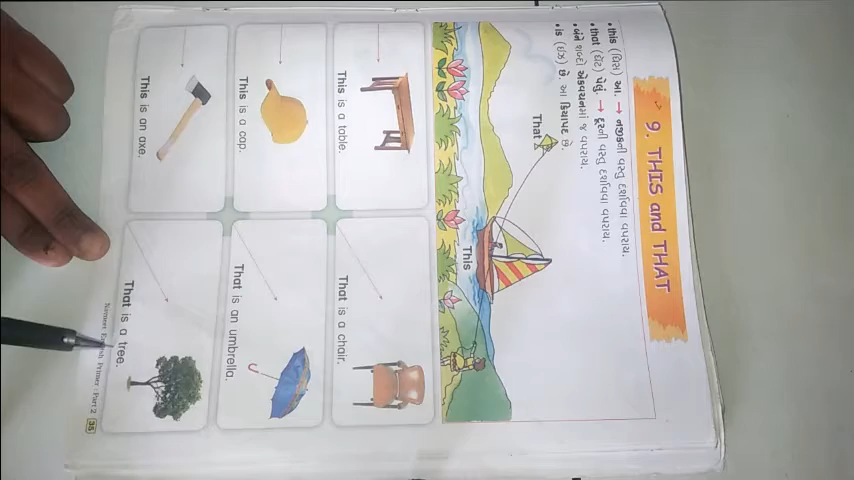 9. THIS and THAT
• this (ધિસ) આ. → નજીકની વસ્તુ દર્શાવવા વપરાય.
• that (ધૅટ) પેલું. → દૂરની વસ્તુ દર્શાવવા વપરાય.
• બંને શબ્દો એકવચનમાં જ વપરાય.
• is (ઇઝ) છે. આ ક્રિયાપદ છે.
That
This
This is a table.
That is a chair.
This is a cap.
That is an umbrella.
This is an axe.
That is a tree.
English Primer : Part 2 35